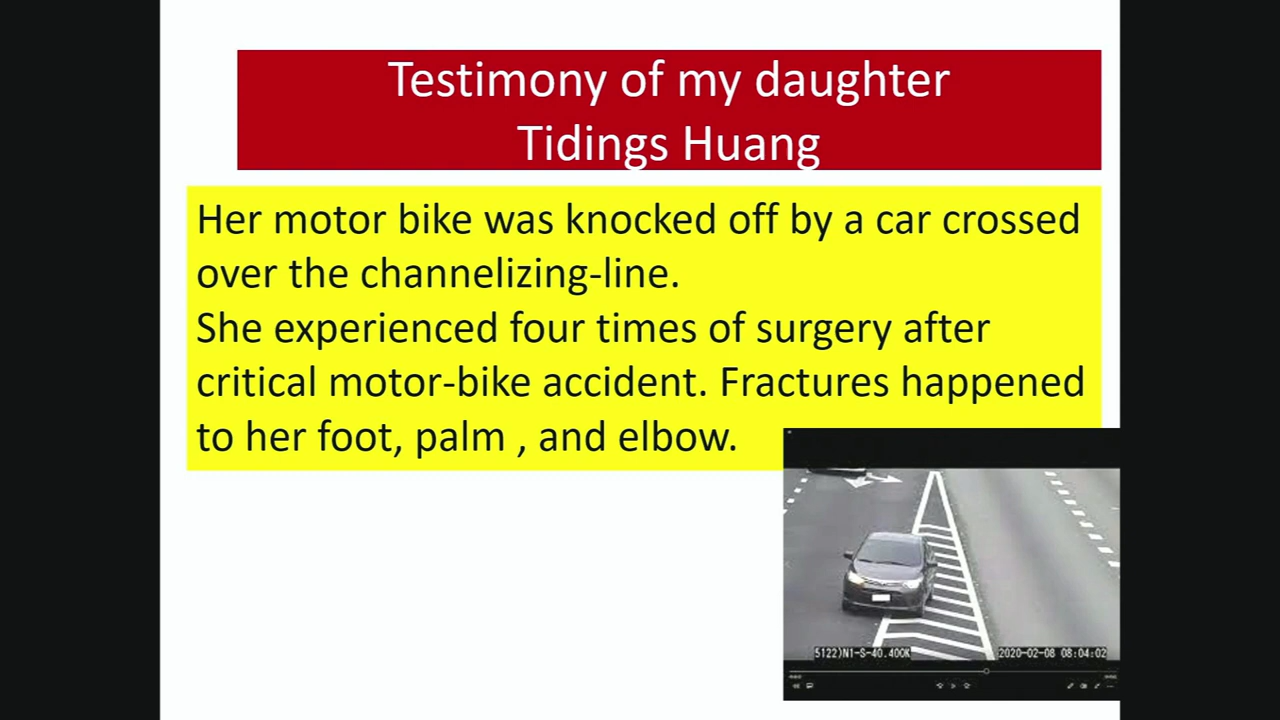 Testimony of my daughter
Tidings Huang
Her motor bike was knocked off by a car crossed
over the channelizing-line.
She experienced four times of surgery after
critical motor-bike accident. Fractures happened
to her foot, palm , and elbow.
5122)N1-S-40.400K 2020-02-08 08:04:02